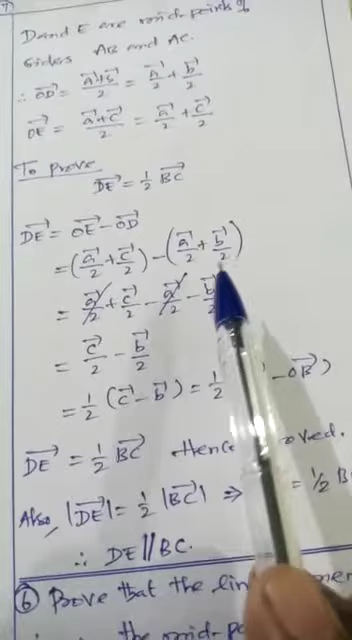 D and E are mid-points of
Sides AB and AC.
∴ OD⃗ = (a⃗+b⃗)/2 = a⃗/2 + b⃗/2
OE⃗ = (a⃗+c⃗)/2 = a⃗/2 + c⃗/2
To Prove
DE⃗ = ½ BC⃗
DE⃗ = OE⃗ - OD⃗
= (a⃗/2 + c⃗/2) - (a⃗/2 + b⃗/2)
= a⃗/2 + c⃗/2 - a⃗/2 - b⃗/2
= c⃗/2 - b⃗/2
= ½ (c⃗ - b⃗) = ½ - OB⃗)
DE⃗ = ½ BC⃗ Hence oved.
Also, |DE⃗| = ½ |BC⃗| ⇒ = ½ B
∴ DE || BC.
⑥ Prove that the line
the mid-po